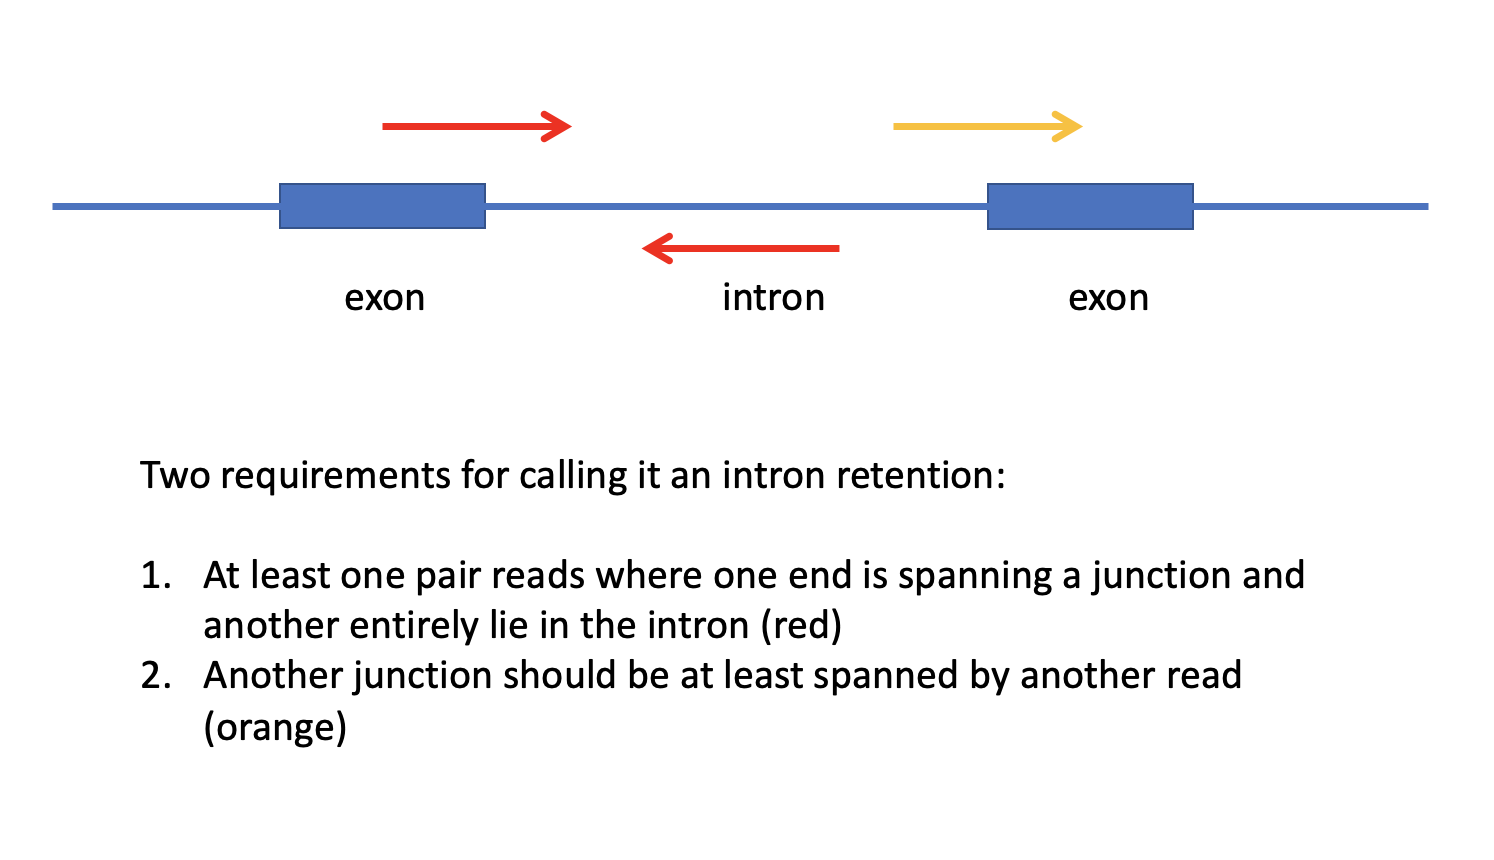 exon
intron
exon
Two requirements for calling it an intron retention:
1. At least one pair reads where one end is spanning a junction and
another entirely lie in the intron (red)
2. Another junction should be at least spanned by another read
(orange)